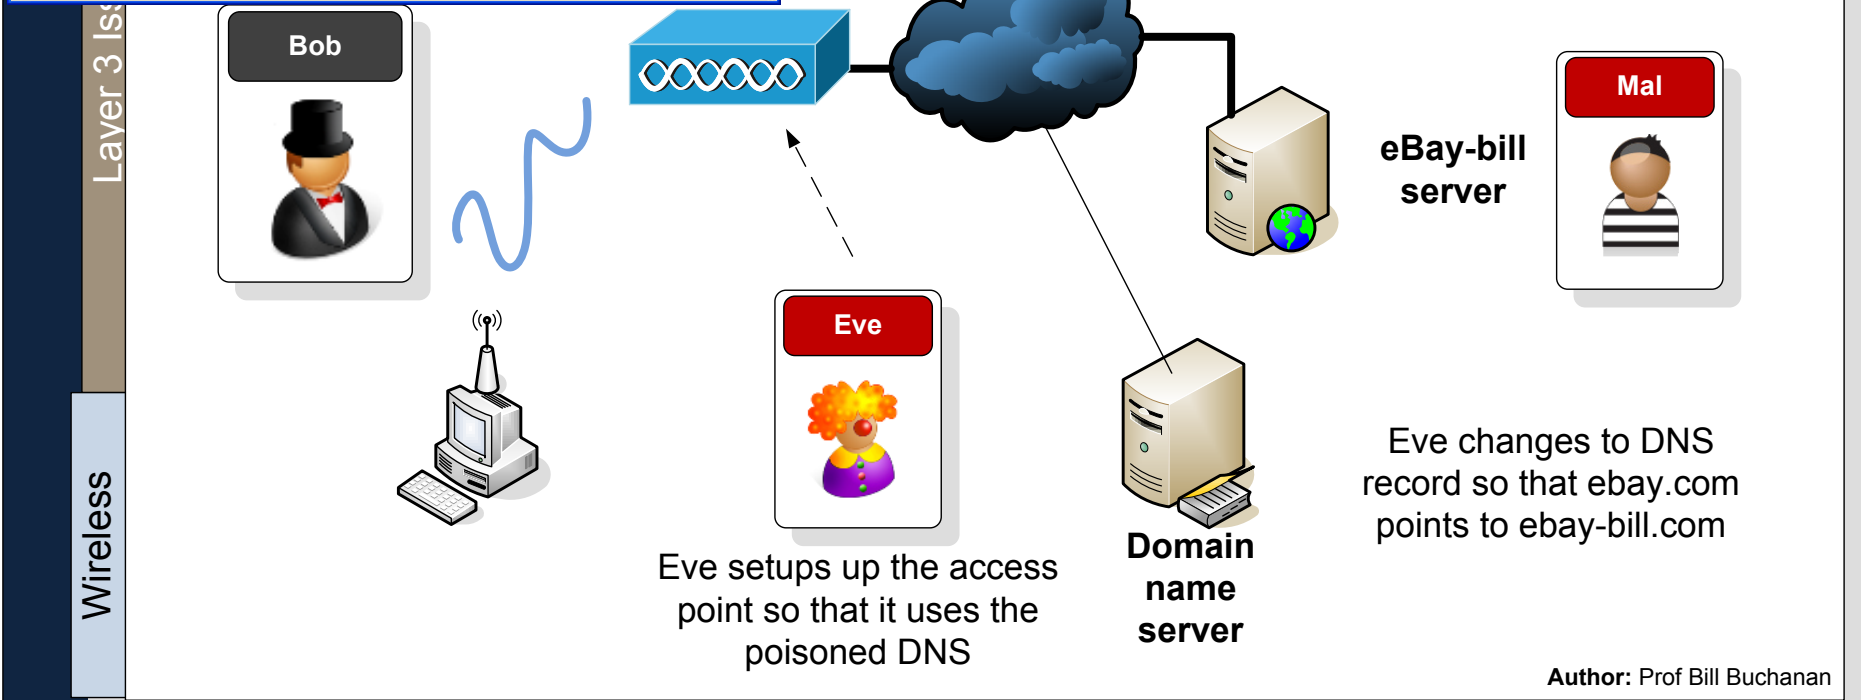 Layer 3 Iss
Bob
Mal
eBay-bill
server
Eve
Eve changes to DNS
record so that ebay.com
points to ebay-bill.com
Wireless
Domain
name
server
Eve setups up the access
point so that it uses the
poisoned DNS
Author: Prof Bill Buchanan